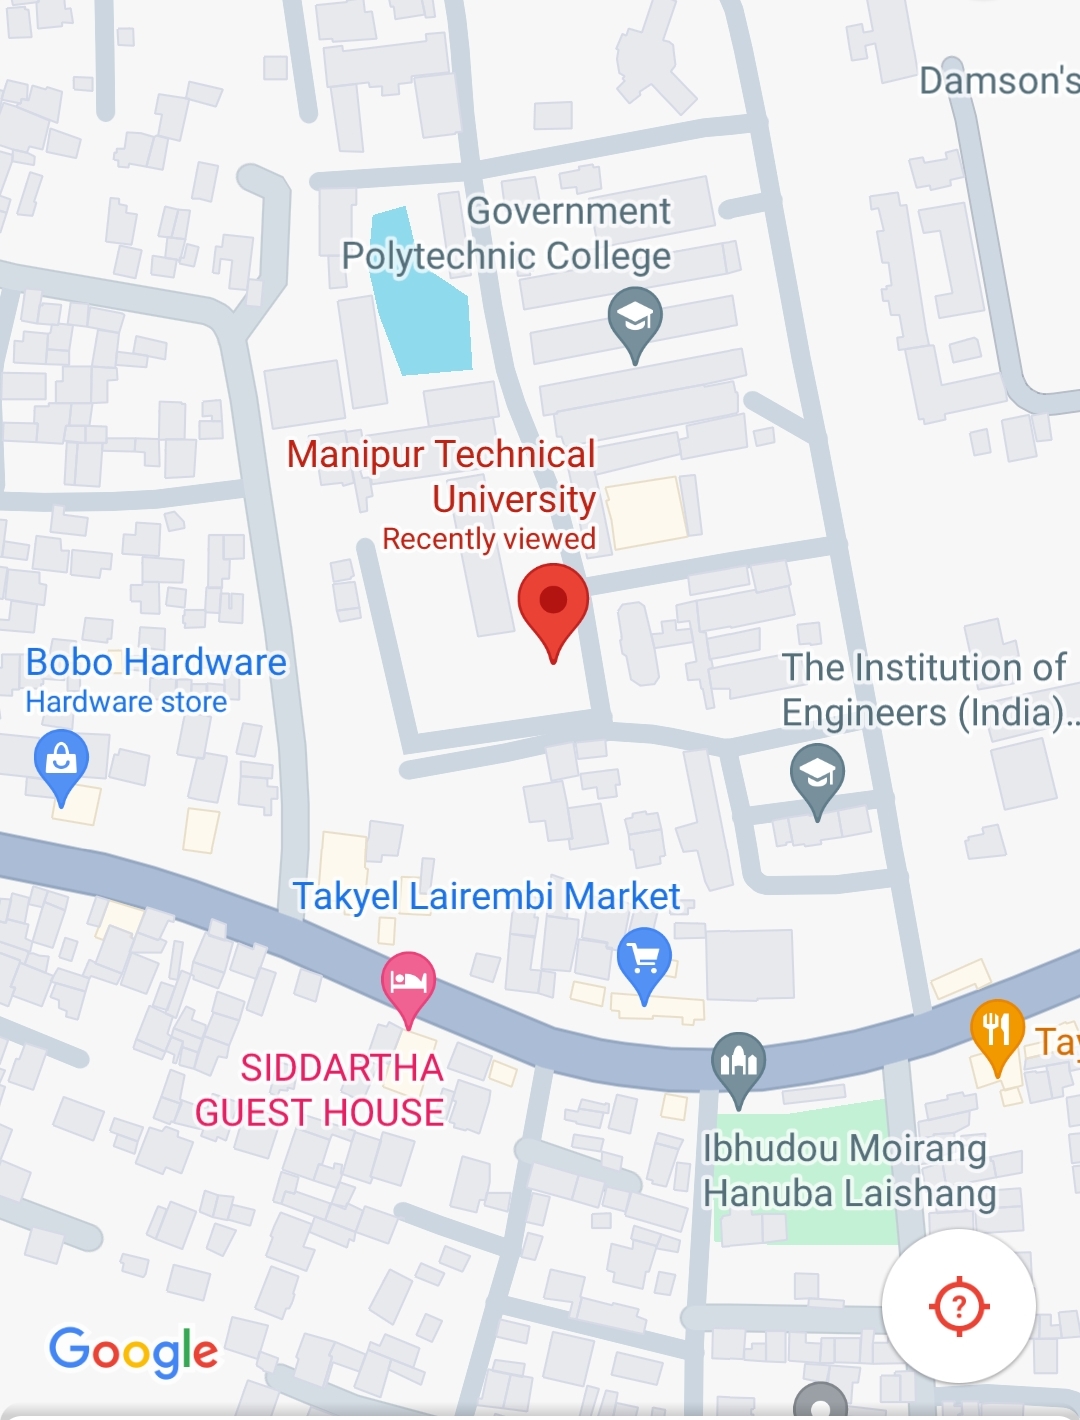 Damson's
Government
Polytechnic College
Manipur Technical
University
Recently viewed
Bobo Hardware
Hardware store
The Institution of
Engineers (India)..
Takyel Lairembi Market
SIDDARTHA
GUEST HOUSE
Tay
Ibhudou Moirang
Hanuba Laishang
?
Google